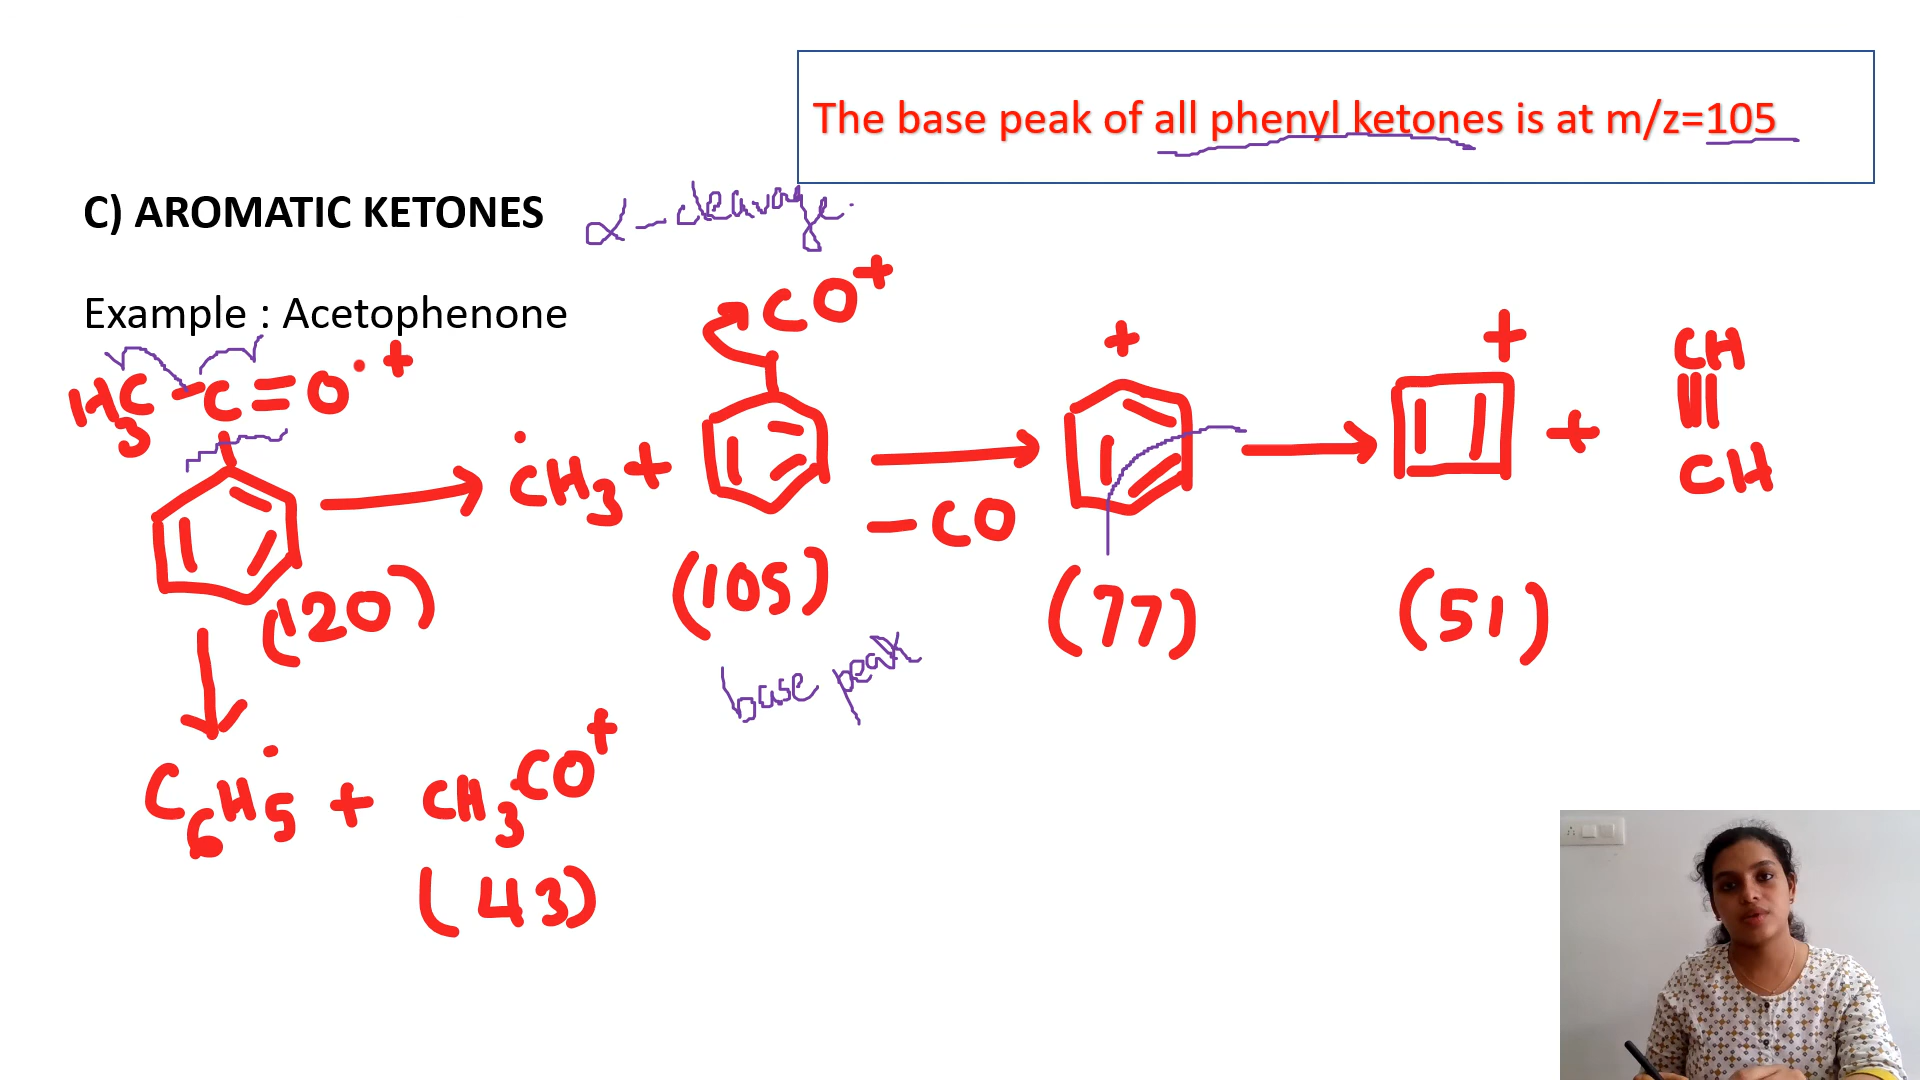 The base peak of all phenyl ketones is at m/z=105
C) AROMATIC KETONES
α-cleavage.
Example : Acetophenone
H3C-C=O·+
(120)
ĊH3 +
CO+
(105)
base peak
-CO
+
(77)
+
(51)
+
CH
CH
C6H5· + CH3CO+
(43)